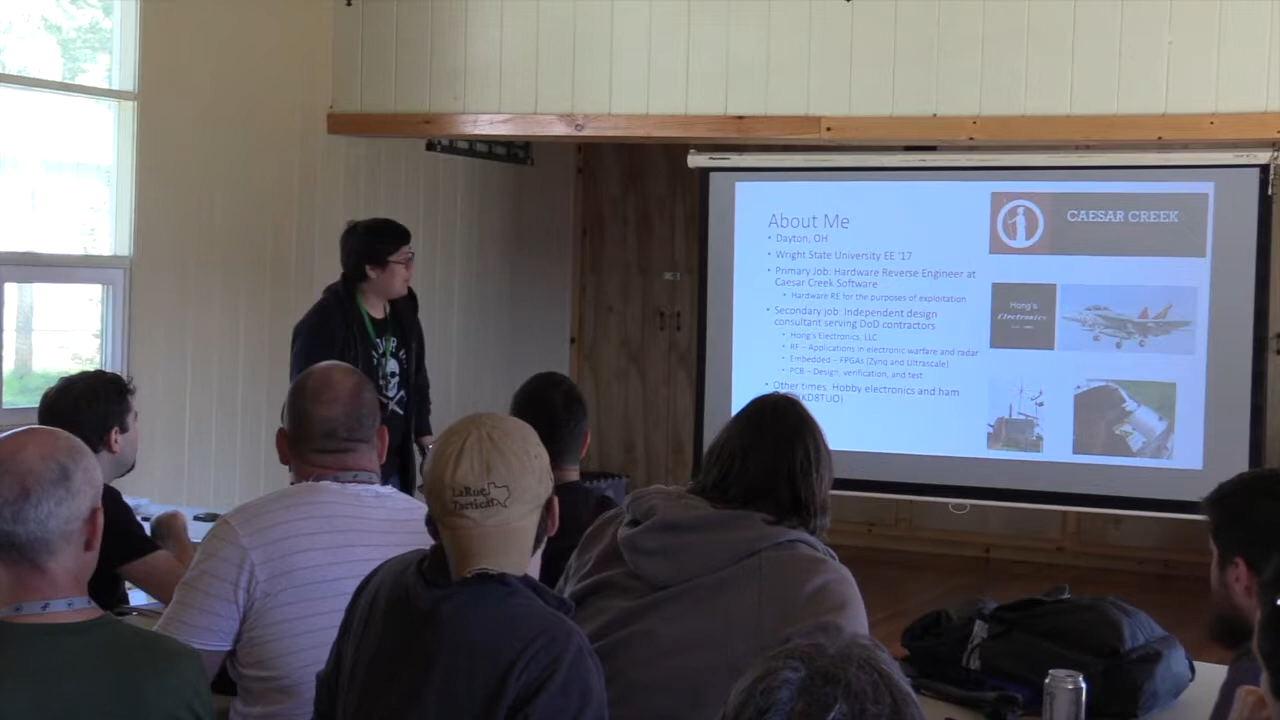 About Me
• Dayton, OH
• Wright State University EE '17
• Primary Job: Hardware Reverse Engineer at
Caesar Creek Software
• Hardware RE for the purposes of exploitation
• Secondary job: Independent design
consultant serving DoD contractors
• Hong's Electronics, LLC
• RF – Applications in electronic warfare and radar
• Embedded – FPGAs (Zynq and Ultrascale)
• PCB – Design, verification, and test
• Other times: Hobby electronics and ham
(KD8TUO)
CAESAR CREEK
Hong's
Electronics
LaRue
Tactical